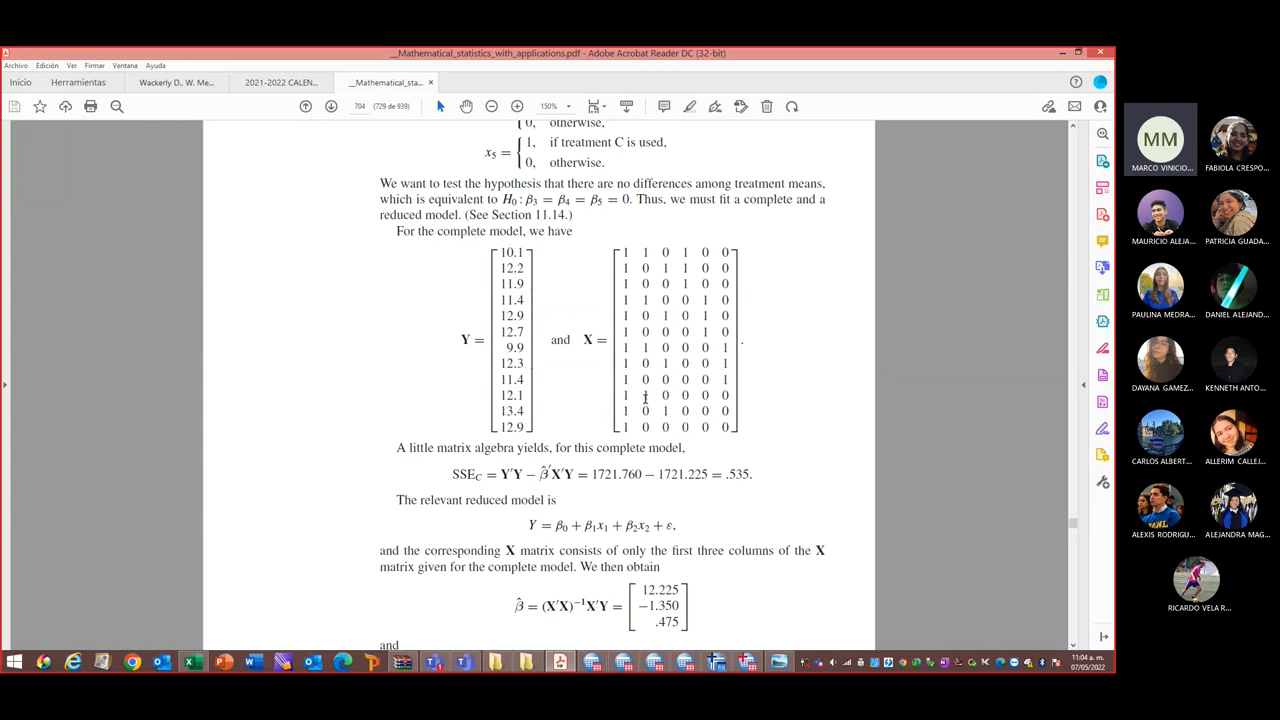 __Mathematical_statistics_with_applications.pdf - Adobe Acrobat Reader DC (32-bit)
Archivo Edición Ver Firmar Ventana Ayuda
Inicio Herramientas Wackerly D., W. Me... 2021-2022 CALEN... __Mathematical_sta... ×
704 (729 de 939) 150%
0, otherwise,
x5 = { 1, if treatment C is used,
0, otherwise.
We want to test the hypothesis that there are no differences among treatment means,
which is equivalent to H0 : β3 = β4 = β5 = 0. Thus, we must fit a complete and a
reduced model. (See Section 11.14.)
For the complete model, we have
10.1 1 1 0 1 0 0
12.2 1 0 1 1 0 0
11.9 1 0 0 1 0 0
11.4 1 1 0 0 1 0
12.9 1 0 1 0 1 0
12.7 1 0 0 0 1 0
Y = and X = .
9.9 1 1 0 0 0 1
12.3 1 0 1 0 0 1
11.4 1 0 0 0 0 1
12.1 1 1 0 0 0 0
13.4 1 0 1 0 0 0
12.9 1 0 0 0 0 0
A little matrix algebra yields, for this complete model,
SSEC = Y′Y − β̂′X′Y = 1721.760 − 1721.225 = .535.
The relevant reduced model is
Y = β0 + β1x1 + β2x2 + ε,
and the corresponding X matrix consists of only the first three columns of the X
matrix given for the complete model. We then obtain
β̂ = (X′X)−1X′Y = [ 12.225
−1.350
.475 ]
and
MM
MARCO VINICIO...
FABIOLA CRESPO...
MAURICIO ALEJA...
PATRICIA GUADA...
PAULINA MEDRA...
DANIEL ALEJAND...
DAYANA GAMEZ...
KENNETH ANTO...
CARLOS ALBERT...
ALLERIM CALLEJ...
ALEXIS RODRIGU...
ALEJANDRA MAG...
RICARDO VELA R...
11:04 a. m.
07/05/2022